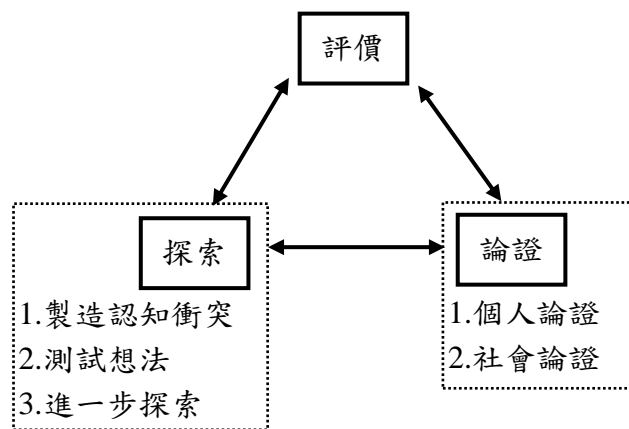 評價
探索
1.製造認知衝突
2.測試想法
3.進一步探索
論證
1.個人論證
2.社會論證